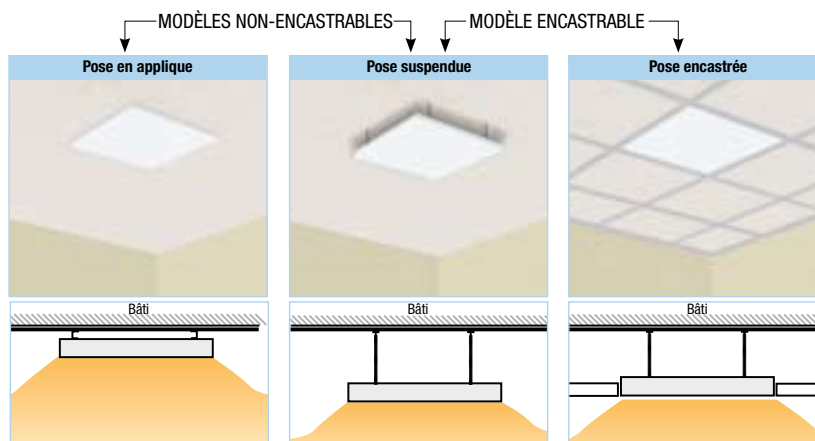 MODÈLES NON-ENCASTRABLES
MODÈLE ENCASTRABLE
Pose en applique
Pose suspendue
Pose encastrée
Bâti
Bâti
Bâti